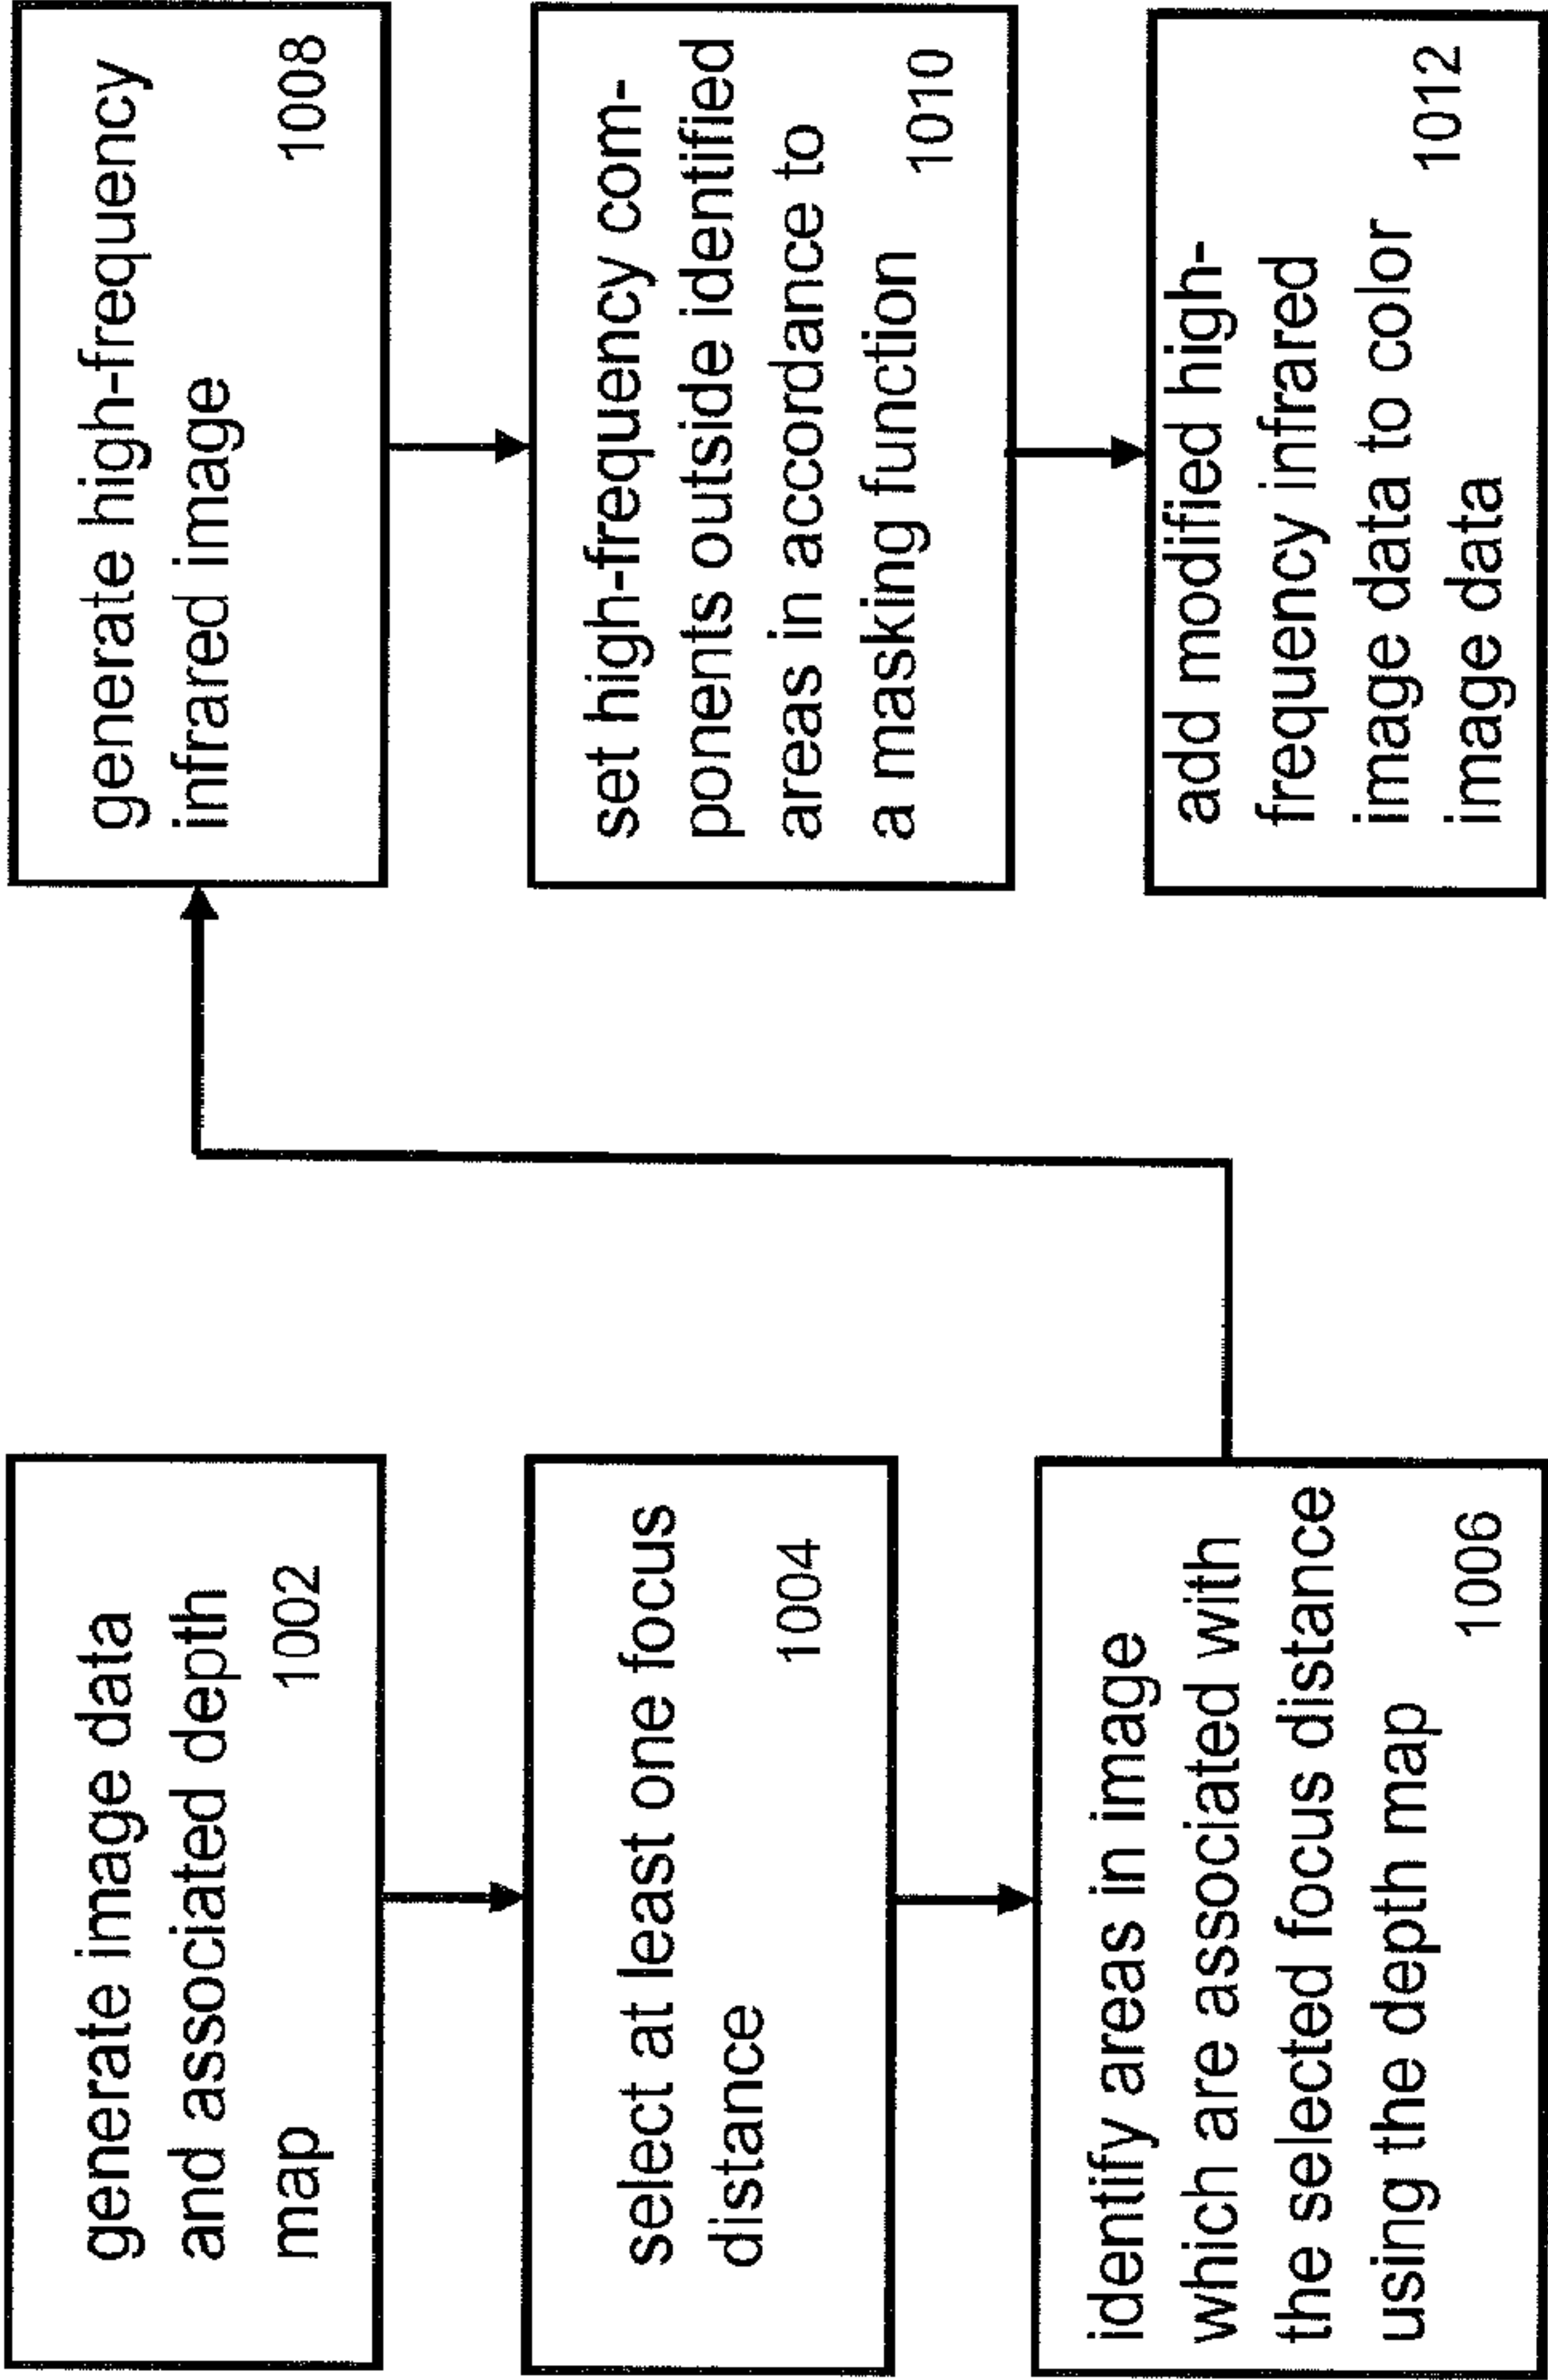 generate image data
and associated depth
map 1002
select at least one focus
distance 1004
identify areas in image
which are associated with
the selected focus distance
using the depth map
1006
generate high-frequency
infrared image
1008
set high-frequency com-
ponents outside identified
areas in accordance to
a masking function
1010
add modified high-
frequency infrared
image data to color
image data 1012